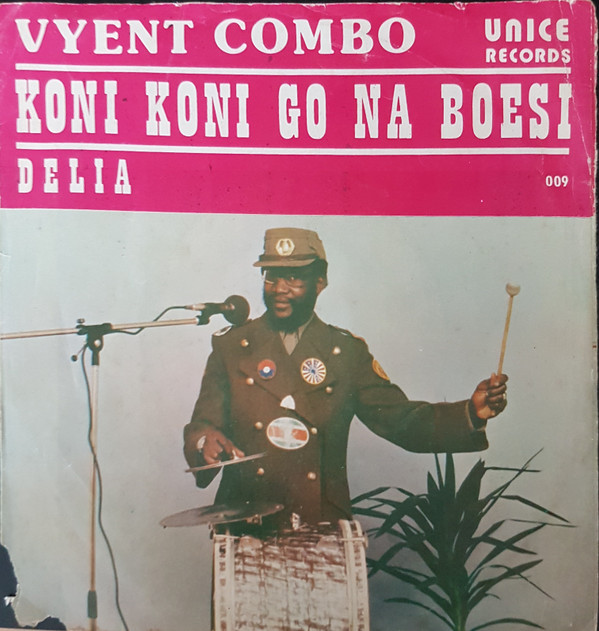 VYENT COMBO
UNICE
RECORDS
KONI KONI GO NA BOESI
DELIA
009